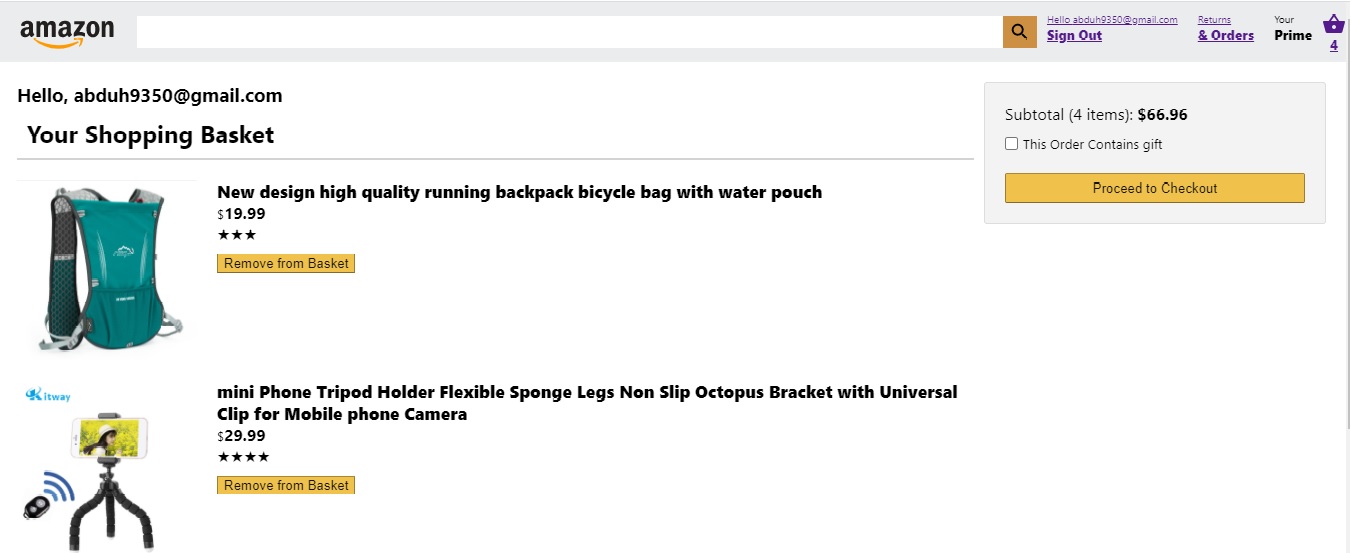 amazon
Hello abduh9350@gmail.com
Sign Out
Returns
& Orders
Your
Prime
4
Hello, abduh9350@gmail.com
Your Shopping Basket
Subtotal (4 items): $66.96
This Order Contains gift
Proceed to Checkout
New design high quality running backpack bicycle bag with water pouch
$19.99
★★★
Remove from Basket
Kitway
mini Phone Tripod Holder Flexible Sponge Legs Non Slip Octopus Bracket with Universal
Clip for Mobile phone Camera
$29.99
★★★★
Remove from Basket